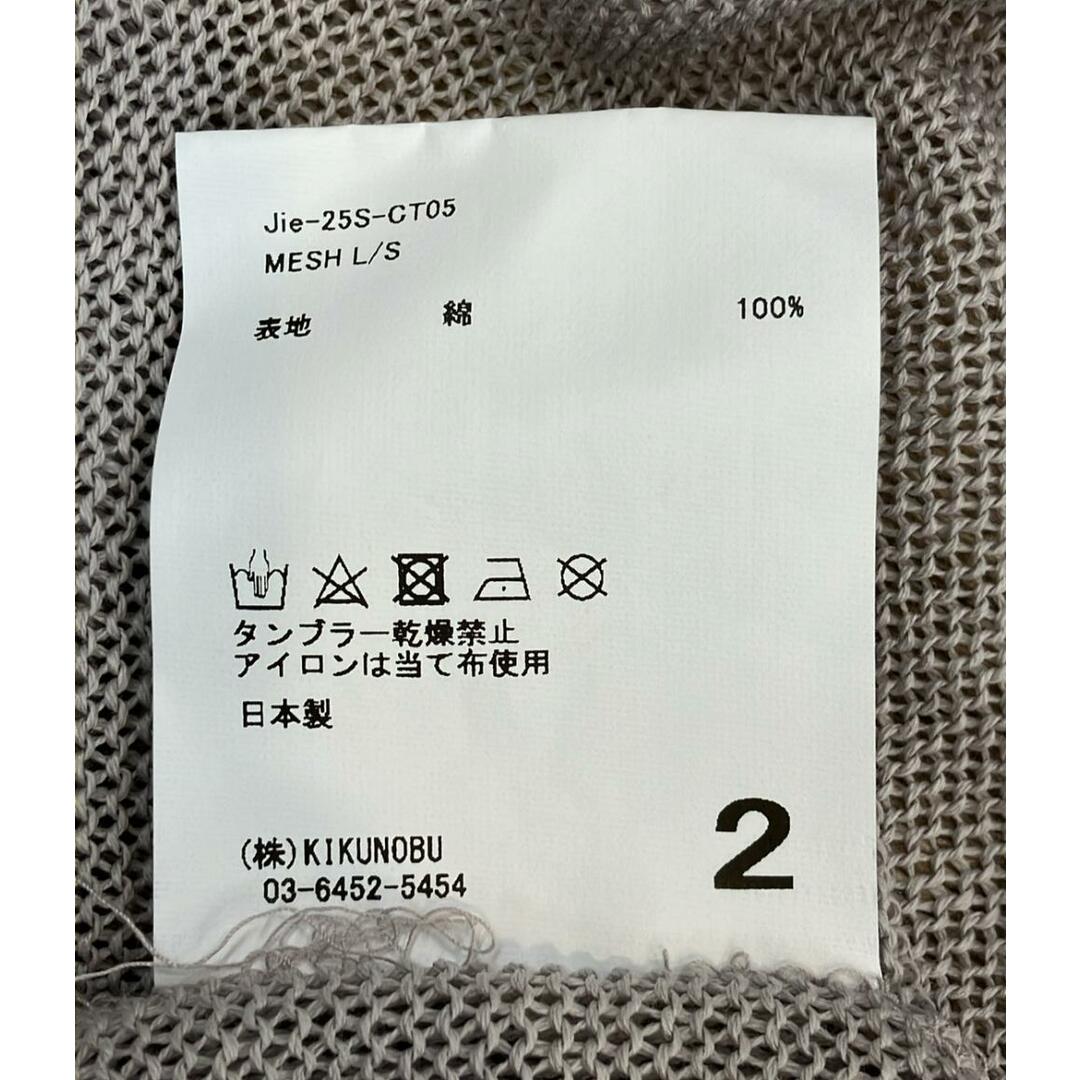 Jie-25S-CT05
MESH L/S
表地 綿 100%
タンブラー乾燥禁止
アイロンは当て布使用
日本製
2
(株)KIKUNOBU
03-6452-5454